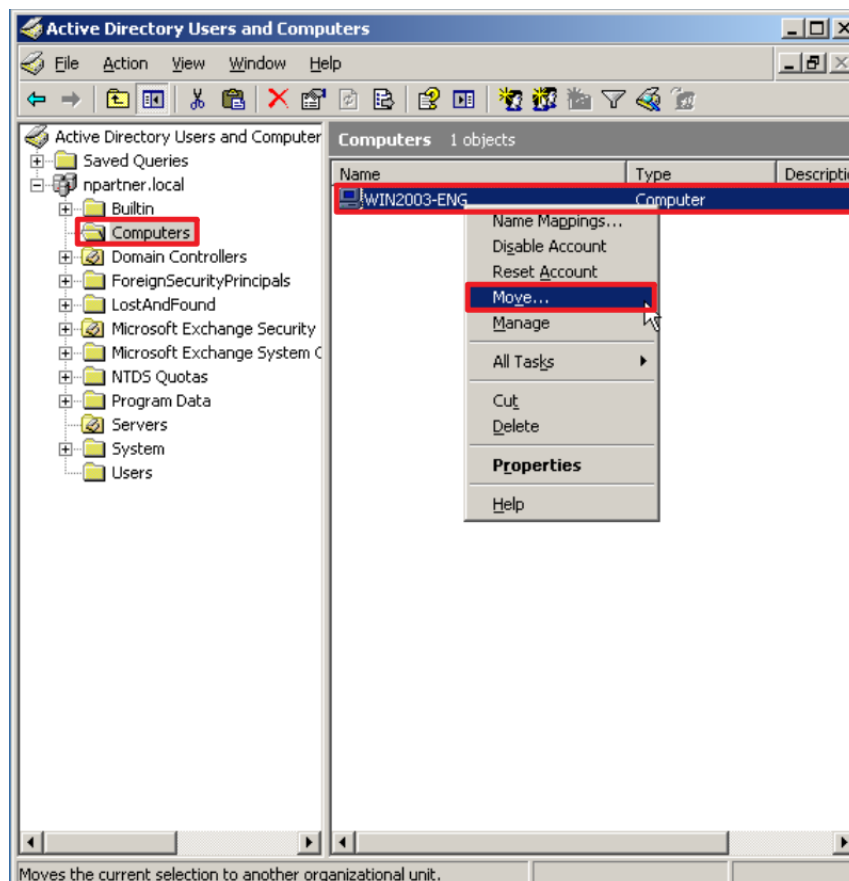 Active Directory Users and Computers
File Action View Window Help
Active Directory Users and Computer
Saved Queries
npartner.local
Builtin
Computers
Domain Controllers
ForeignSecurityPrincipals
LostAndFound
Microsoft Exchange Security
Microsoft Exchange System
NTDS Quotas
Program Data
Servers
System
Users
Computers 1 objects
Name Type Descriptio
WIN2003-ENG Computer
Name Mappings...
Disable Account
Reset Account
Move...
Manage
All Tasks
Cut
Delete
Properties
Help
Moves the current selection to another organizational unit.